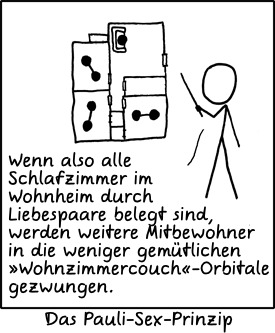 Wenn also alle
Schlafzimmer im
Wohnheim durch
Liebespaare belegt sind,
werden weitere Mitbewohner
in die weniger gemütlichen
»Wohnzimmercouch«-Orbitale
gezwungen.
Das Pauli-Sex-Prinzip